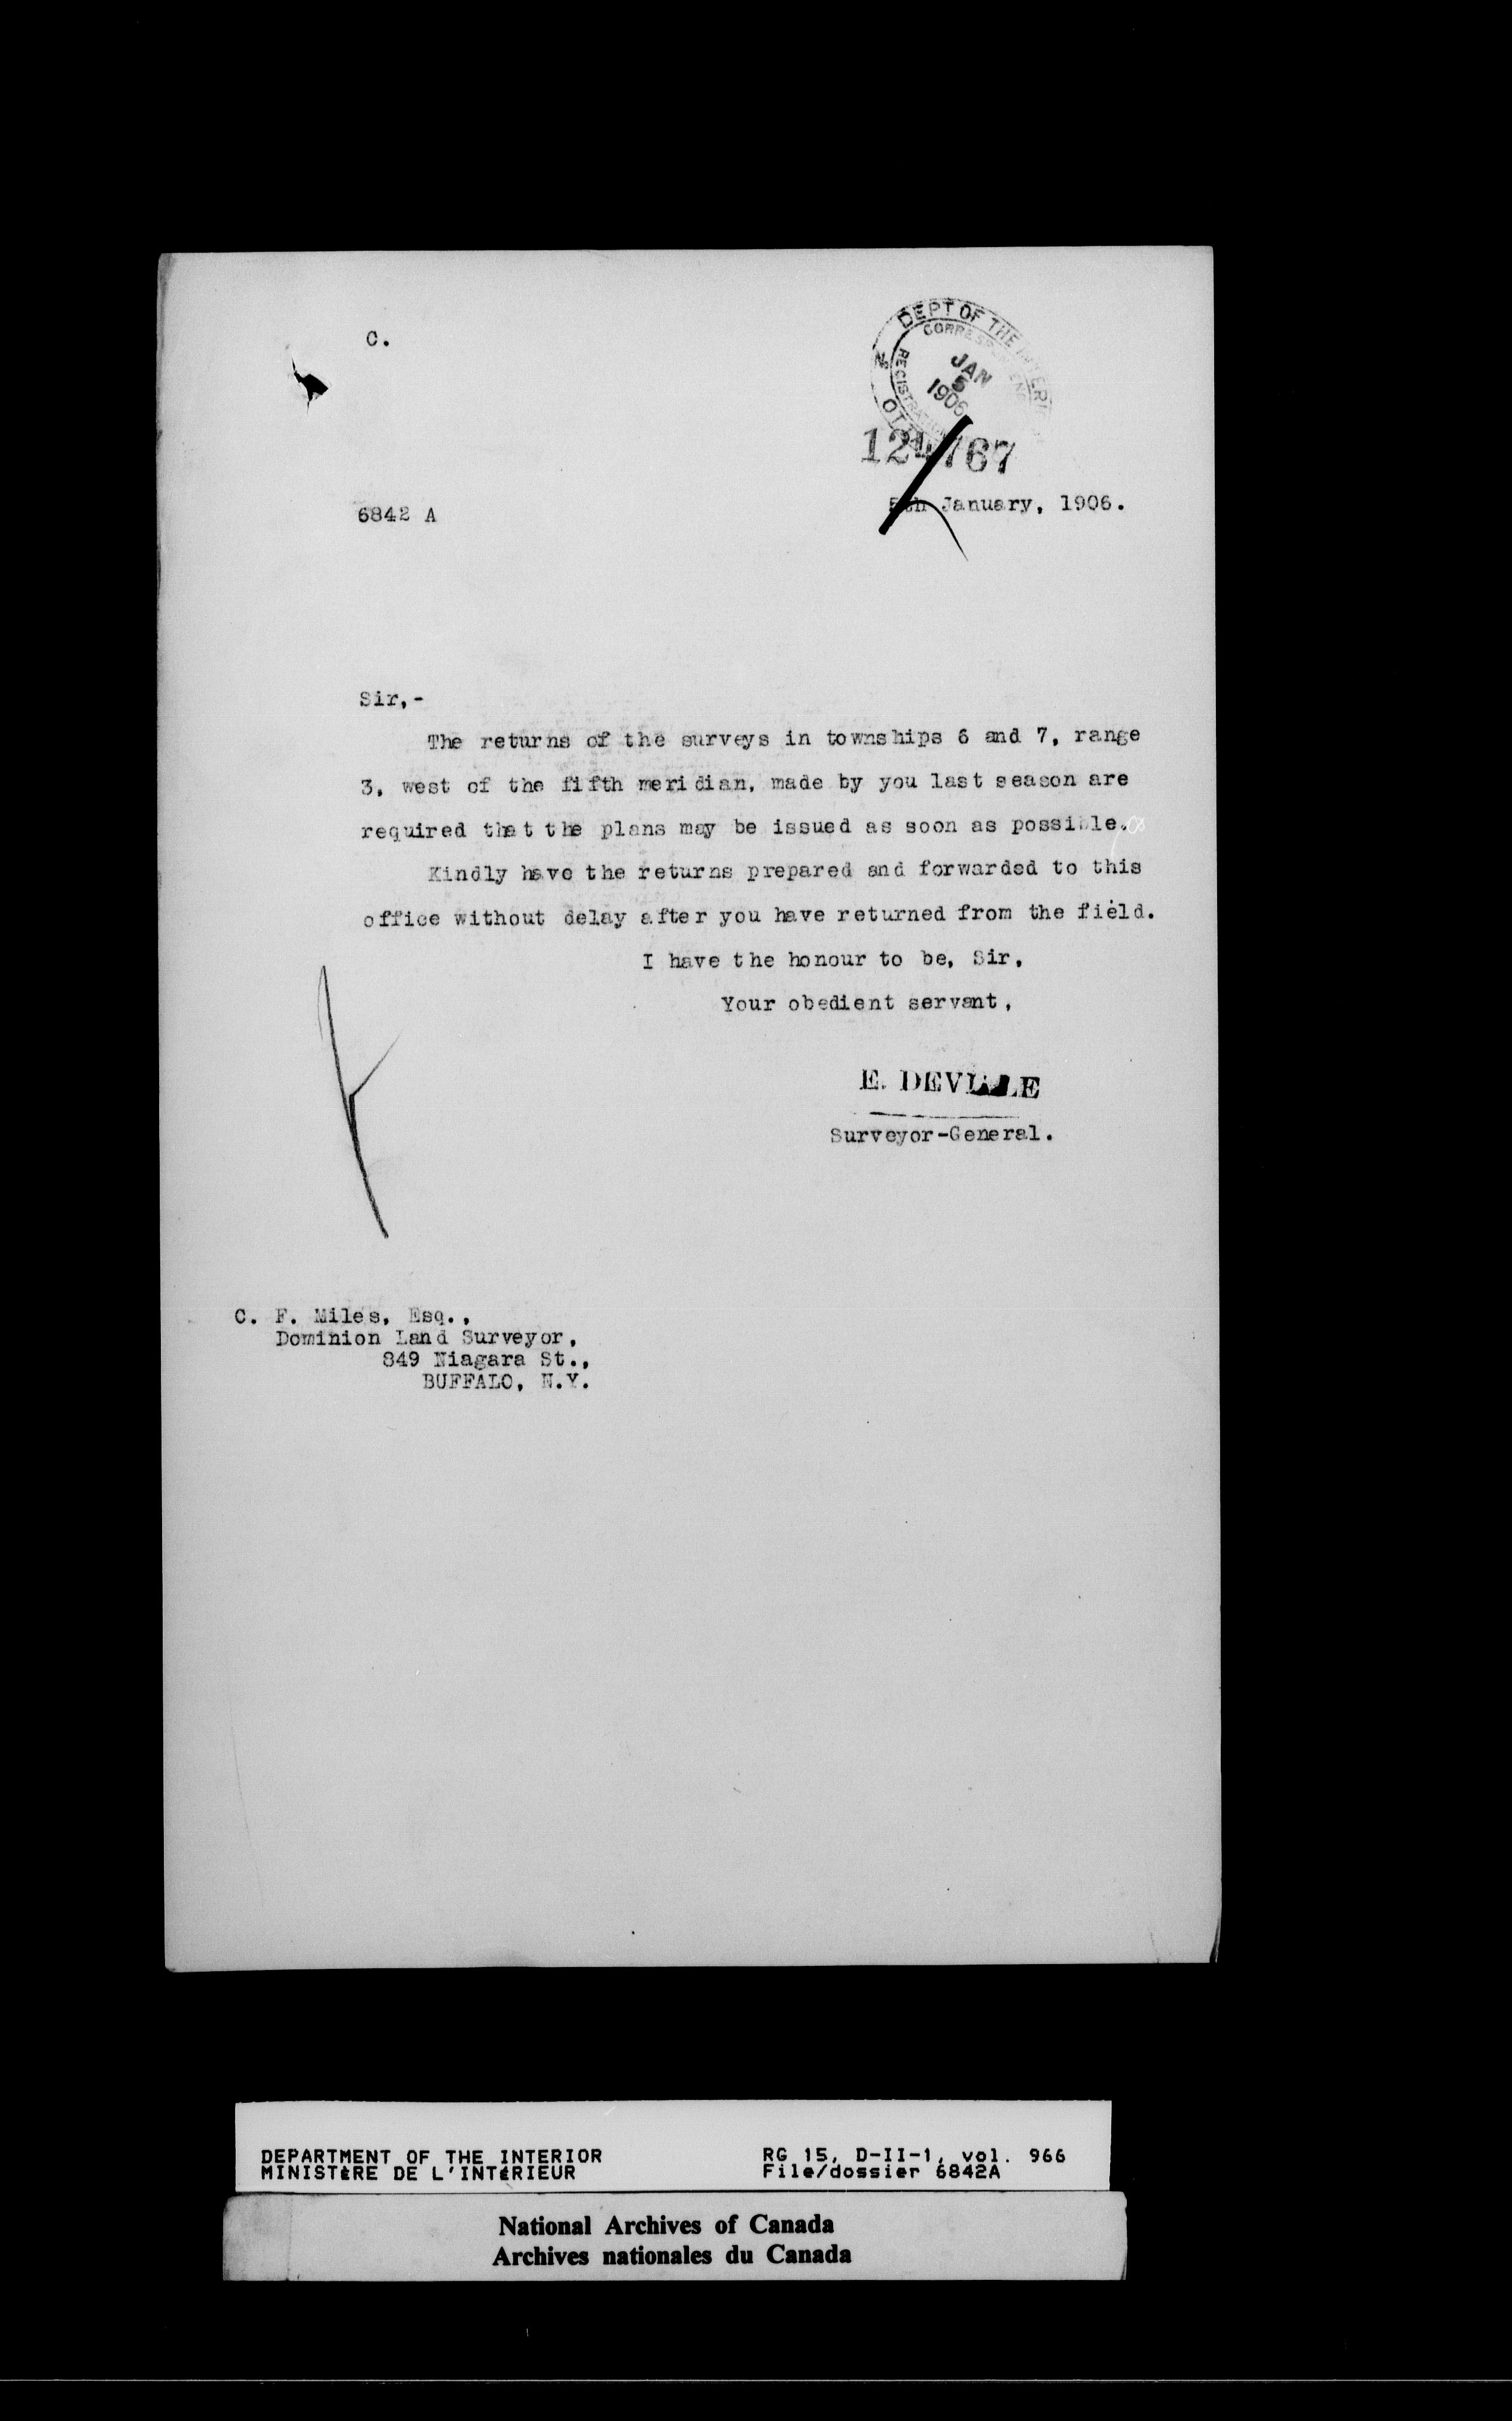 C.
DEPT OF THE INTERIOR
CORRESPONDENCE
REGISTRATION
No
JAN
5
1906
6842 A
5th January, 1906.
Sir,-
The returns of the surveys in townships 6 and 7, range
3, west of the fifth meridian, made by you last season are
required that the plans may be issued as soon as possible.
Kindly have the returns prepared and forwarded to this
office without delay after you have returned from the field.
I have the honour to be, Sir,
Your obedient servant,
E. DEVILLE
Surveyor-General.
C. F. Miles, Esq.,
Dominion Land Surveyor,
849 Niagara St.,
BUFFALO, N.Y.
DEPARTMENT OF THE INTERIOR
MINISTÈRE DE L'INTÉRIEUR
RG 15, D-II-1, vol. 966
File/dossier 6842A
National Archives of Canada
Archives nationales du Canada